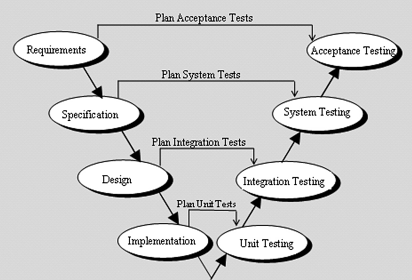 Plan Acceptance Tests
Requirements
Acceptance Testing
Plan System Tests
Specification
System Testing
Plan Integration Tests
Design
Integration Testing
Plan Unit Tests
Implementation
Unit Testing